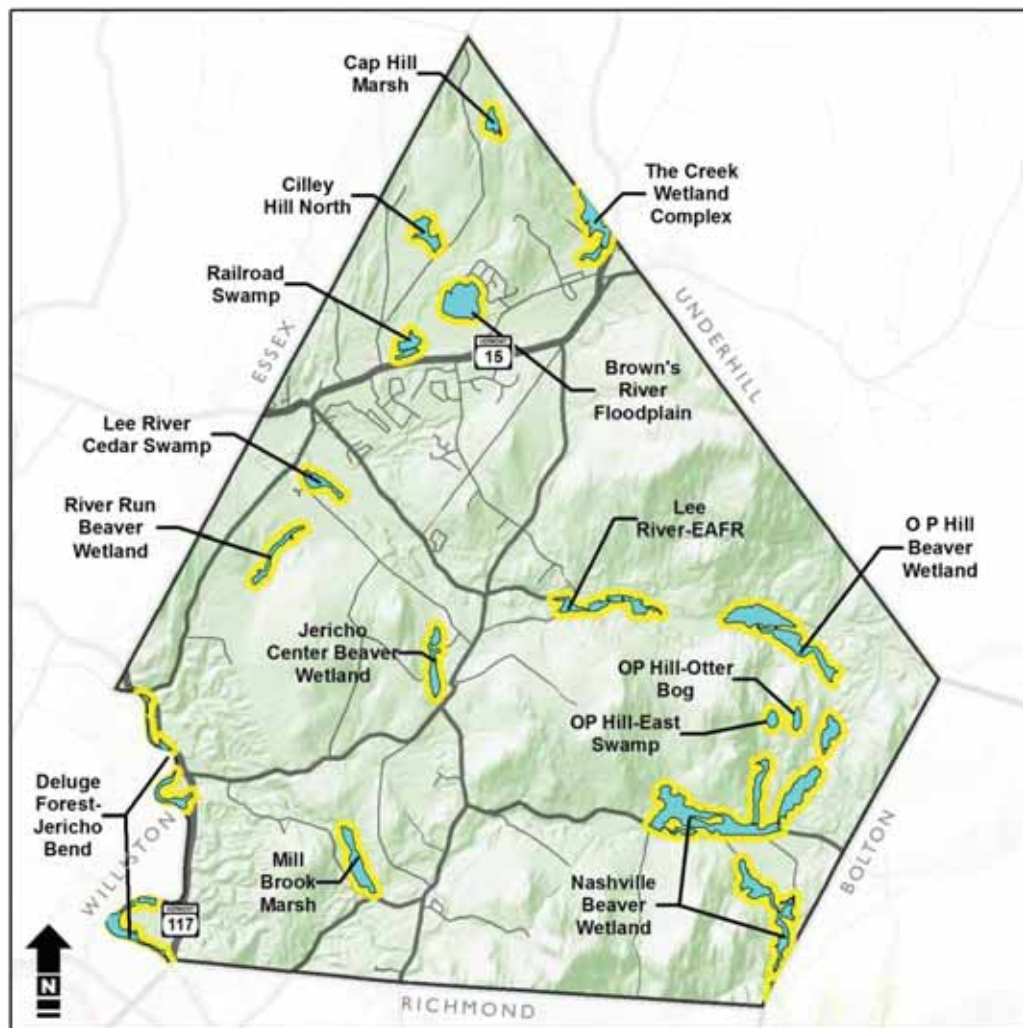 Cap Hill
Marsh
The Creek
Wetland
Complex
Cilley
Hill North
Railroad
Swamp
ESSEX
UNDERHILL
VERMONT
15
Brown's
River
Floodplain
Lee River
Cedar Swamp
River Run
Beaver
Wetland
Lee
River-EAFR
O P Hill
Beaver
Wetland
Jericho
Center Beaver
Wetland
OP Hill-Otter
Bog
OP Hill-East
Swamp
Deluge
Forest-
Jericho
Bend
WILLISTON
BOLTON
Mill
Brook
Marsh
Nashville
Beaver
Wetland
VERMONT
117
N
RICHMOND